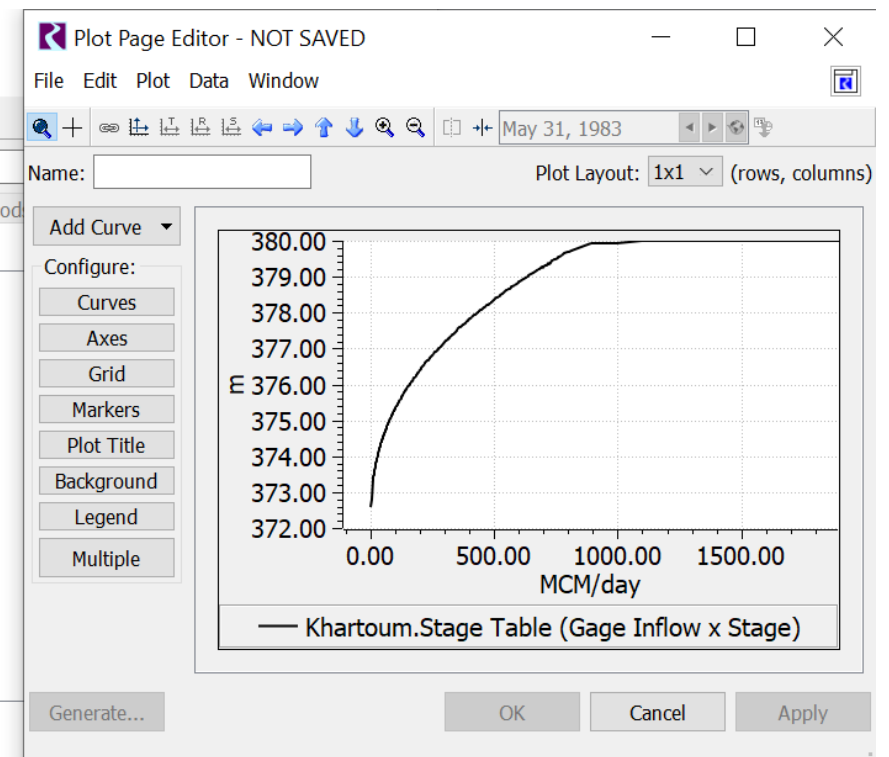 Plot Page Editor - NOT SAVED
File Edit Plot Data Window
May 31, 1983
Name:
Plot Layout: 1x1 (rows, columns)
Add Curve
Configure:
Curves
Axes
Grid
Markers
Plot Title
Background
Legend
Multiple
380.00
379.00
378.00
377.00
m 376.00
375.00
374.00
373.00
372.00
0.00 500.00 1000.00 1500.00
MCM/day
Khartoum.Stage Table (Gage Inflow x Stage)
Generate... OK Cancel Apply